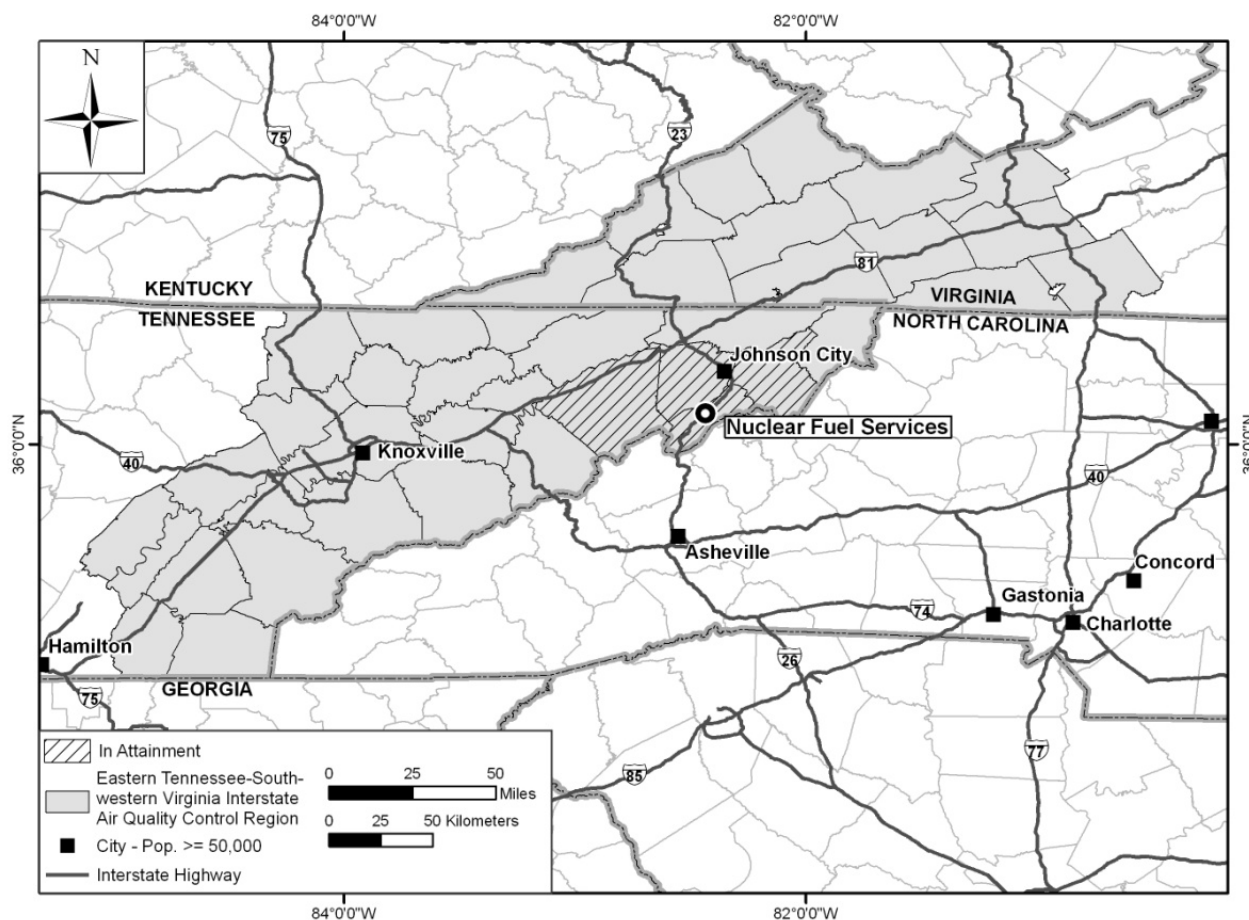 84°0'0"W
82°0'0"W
N
75
23
81
KENTUCKY
TENNESSEE
VIRGINIA
NORTH CAROLINA
Johnson City
Nuclear Fuel Services
36°0'0"N
36°0'0"N
40
Knoxville
40
Asheville
Concord
Gastonia
74
Charlotte
Hamilton
26
GEORGIA
75
77
85
In Attainment
Eastern Tennessee-South-
western Virginia Interstate
Air Quality Control Region
City - Pop. >= 50,000
Interstate Highway
0 25 50
Miles
0 25 50 Kilometers
84°0'0"W
82°0'0"W